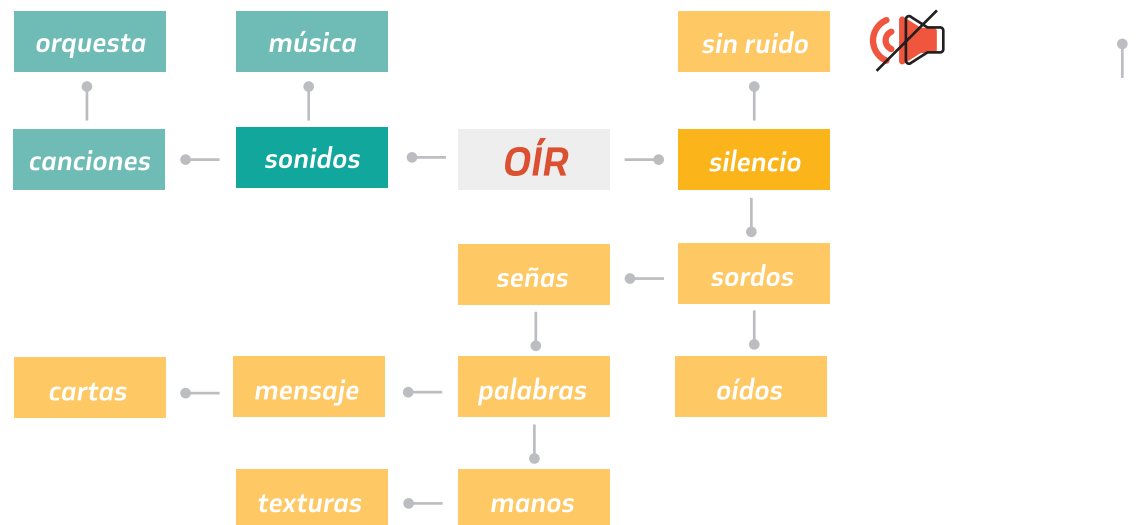 orquesta
música
sin ruido
canciones
sonidos
OÍR
silencio
señas
sordos
cartas
mensaje
palabras
oídos
texturas
manos